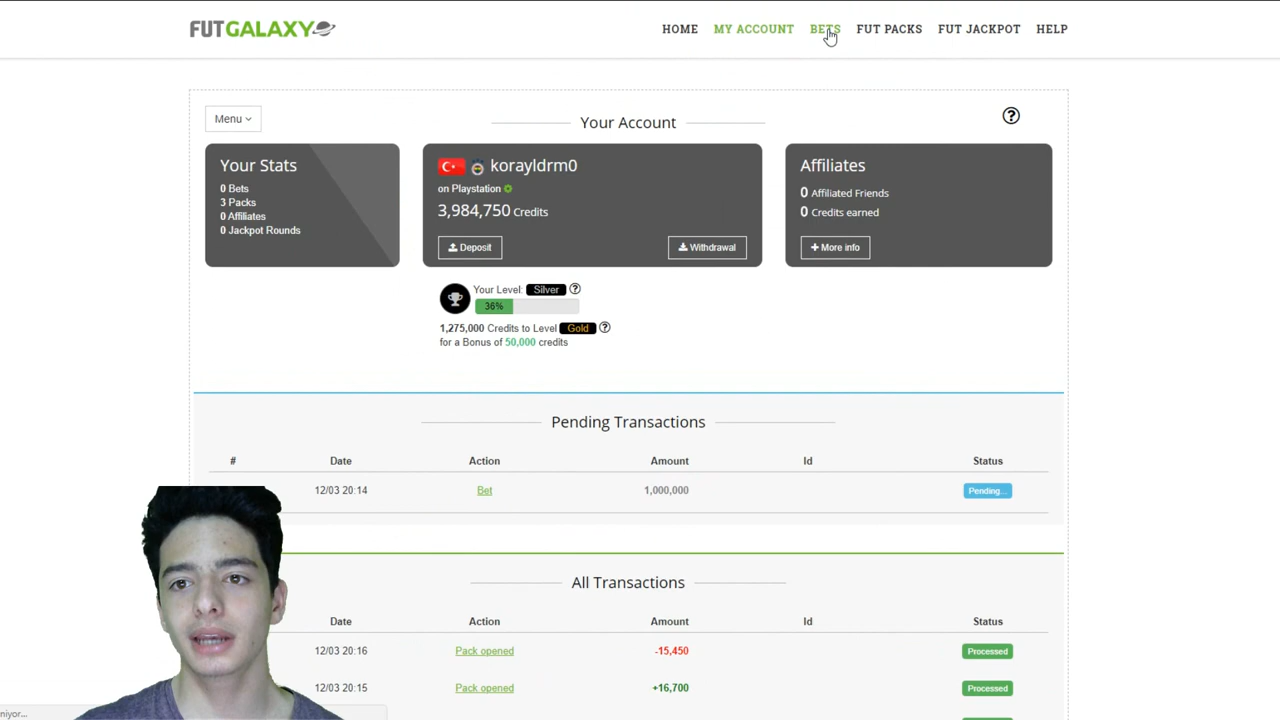 FUTGALAXY
HOME MY ACCOUNT BETS FUT PACKS FUT JACKPOT HELP
Menu
Your Account
Your Stats
0 Bets
3 Packs
0 Affiliates
0 Jackpot Rounds
korayldrm0
on Playstation
3,984,750 Credits
Deposit
Withdrawal
Affiliates
0 Affiliated Friends
0 Credits earned
+ More info
Your Level: Silver
36%
1,275,000 Credits to Level Gold
for a Bonus of 50,000 credits
Pending Transactions
# Date Action Amount Id Status
12/03 20:14 Bet 1,000,000 Pending...
All Transactions
Date Action Amount Id Status
12/03 20:16 Pack opened -15,450 Processed
12/03 20:15 Pack opened +16,700 Processed
niyor...